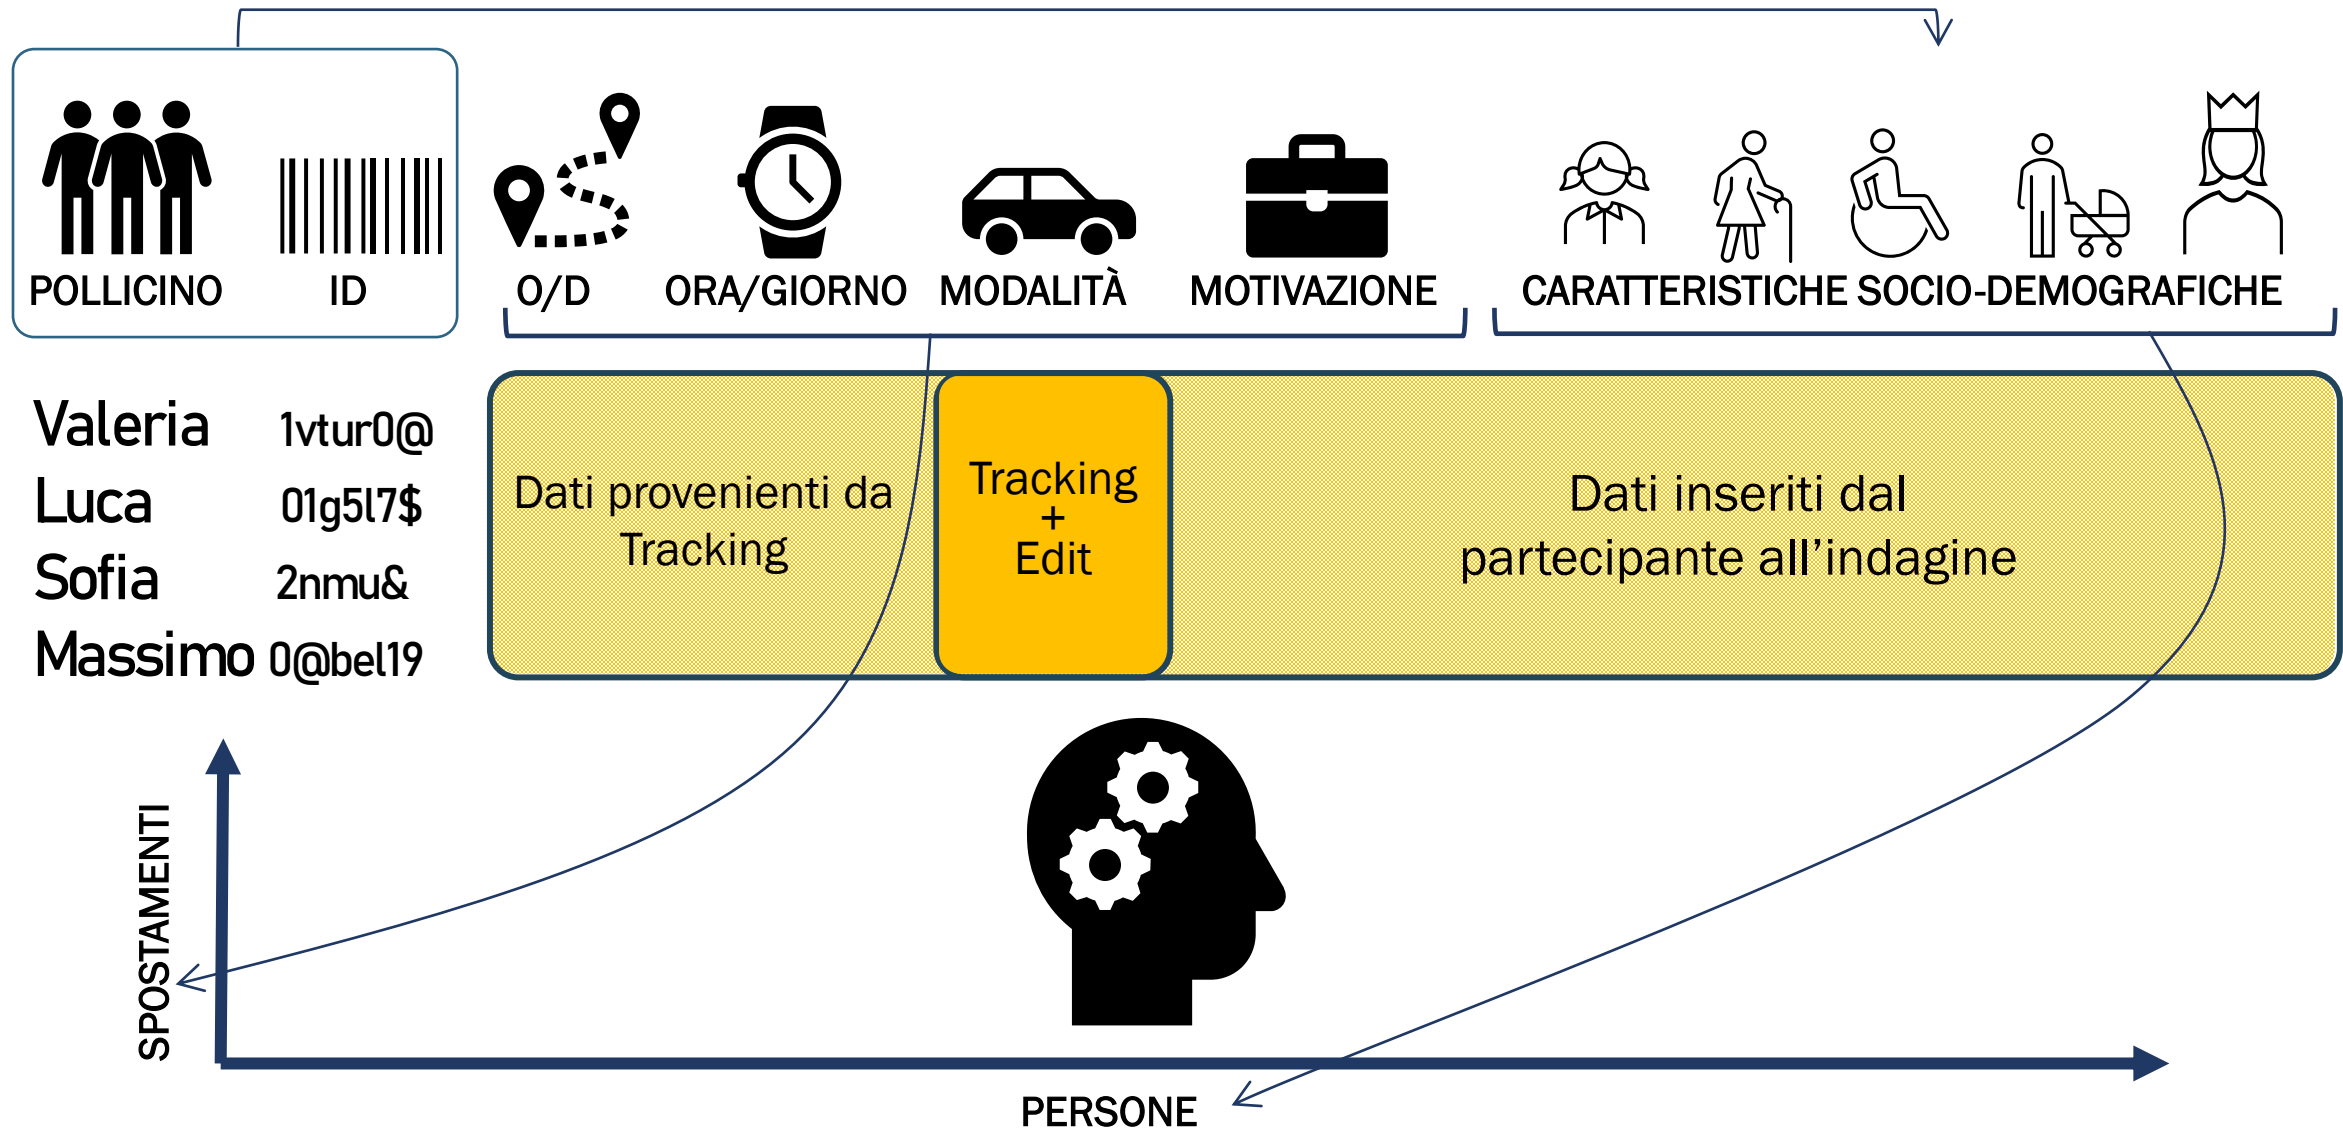 POLLICINO ID O/D ORA/GIORNO MODALITÀ MOTIVAZIONE CARATTERISTICHE SOCIO-DEMOGRAFICHE
Valeria 1vtur0@
Luca 01g5l7$
Sofia 2nmu&
Massimo 0@bel19
Dati provenienti da
Tracking
Tracking
+
Edit
Dati inseriti dal
partecipante all’indagine
SPOSTAMENTI
PERSONE